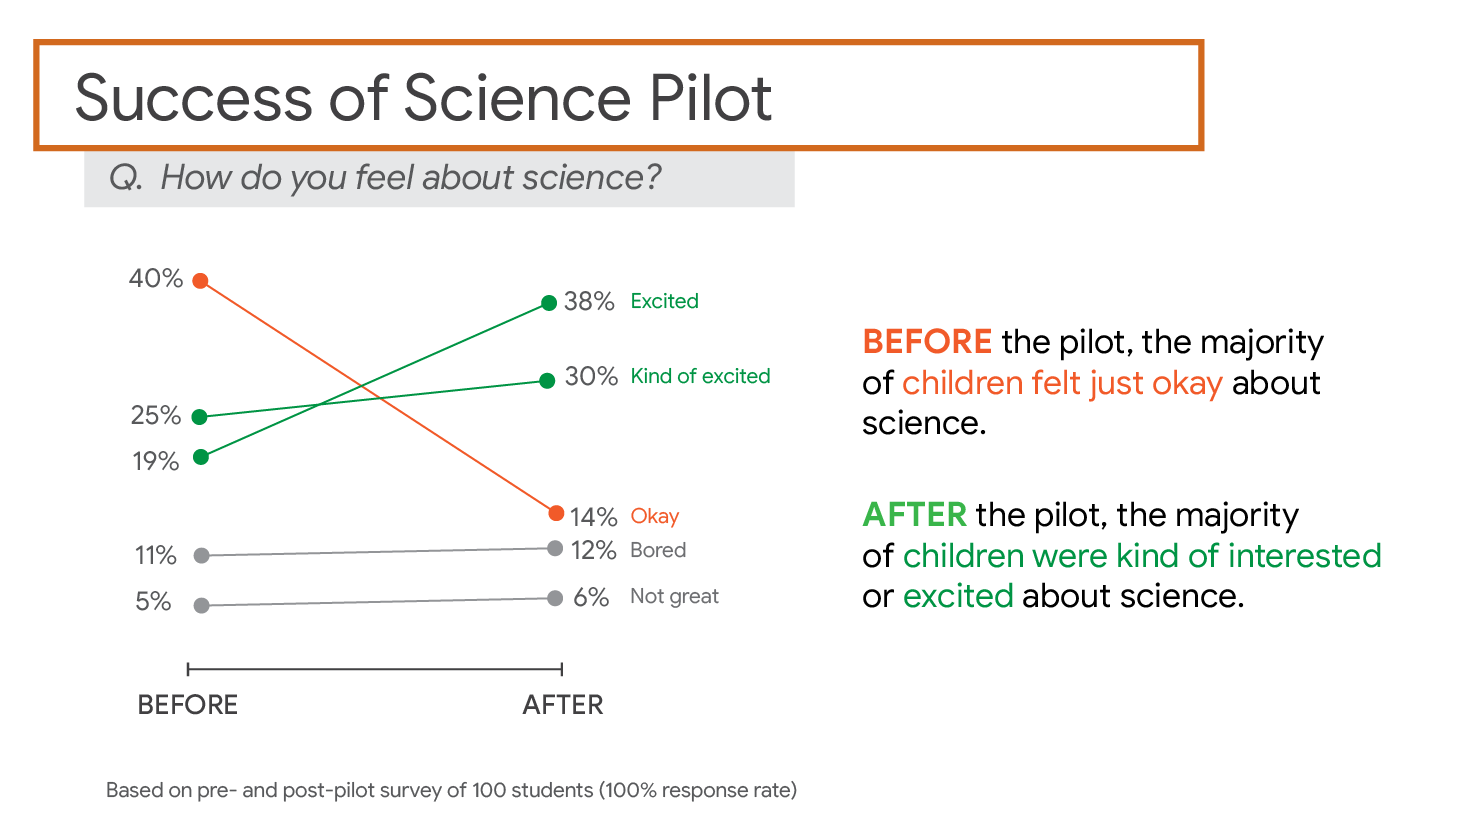 Success of Science Pilot
Q. How do you feel about science?
40%
38% Excited
30% Kind of excited
25%
19%
14% Okay
11%
12% Bored
5%
6% Not great
BEFORE
AFTER
BEFORE the pilot, the majority
of children felt just okay about
science.
AFTER the pilot, the majority
of children were kind of interested
or excited about science.
Based on pre- and post-pilot survey of 100 students (100% response rate)